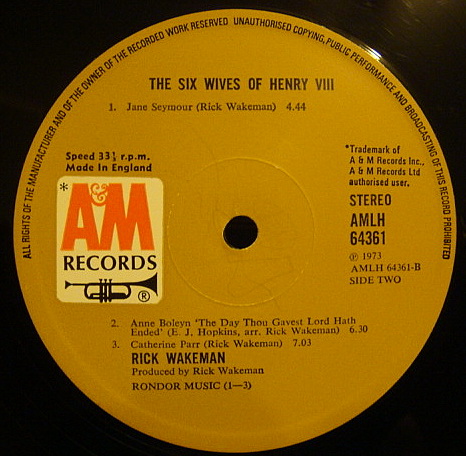 ALL RIGHTS OF THE MANUFACTURER AND OF THE OWNER OF THE RECORDED WORK RESERVED UNAUTHORISED COPYING, PUBLIC PERFORMANCE AND BROADCASTING OF THIS RECORD PROHIBITED
THE SIX WIVES OF HENRY VIII
1. Jane Seymour (Rick Wakeman) 4.44
Speed 33⅓ r.p.m.
Made in England
*
A&M
RECORDS
®
*Trademark of
A & M Records Inc.,
A & M Records Ltd
authorised user.
STEREO
AMLH
64361
℗ 1973
AMLH 64361-B
SIDE TWO
2. Anne Boleyn 'The Day Thou Gavest Lord Hath
Ended' (E. J. Hopkins, arr. Rick Wakeman) 6.30
3. Catherine Parr (Rick Wakeman) 7.03
RICK WAKEMAN
Produced by Rick Wakeman
RONDOR MUSIC (1—3)